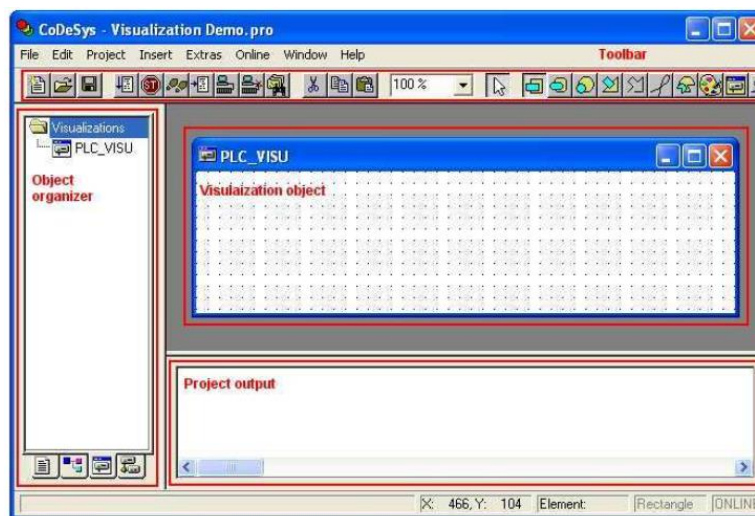 CoDeSys - Visualization Demo.pro
File Edit Project Insert Extras Online Window Help
Toolbar
ST
100 %
Visualizations
PLC_VISU
Object
organizer
PLC_VISU
Visulaization object
Project output
X: 466, Y: 104 Element: Rectangle ONLINE